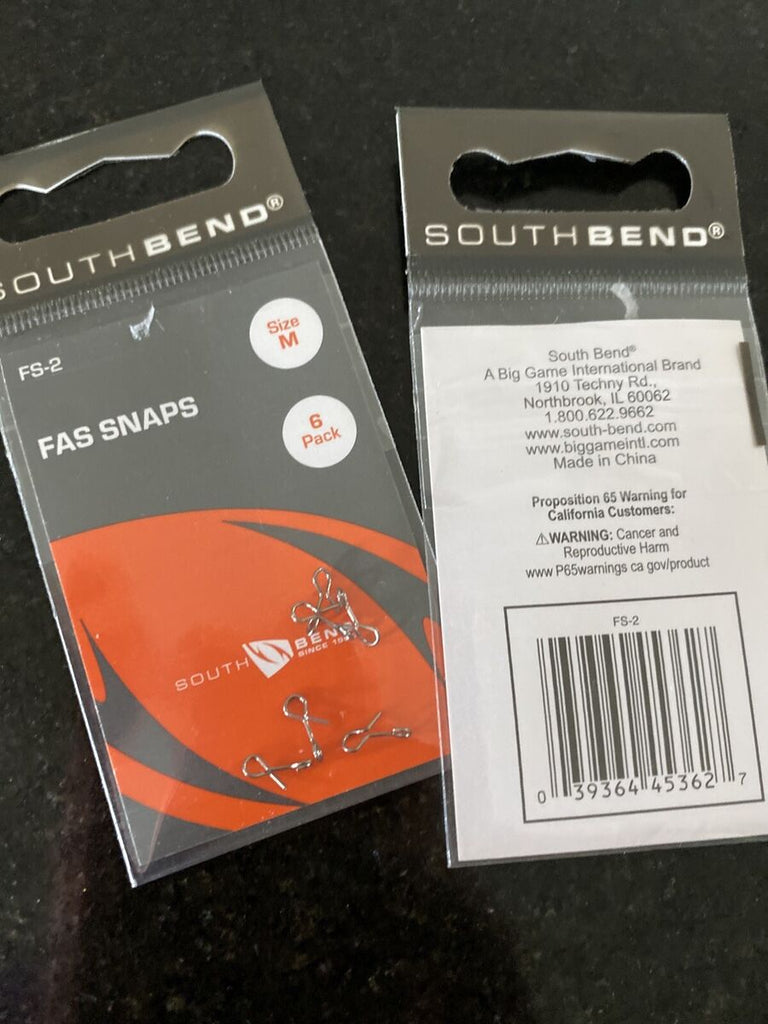 SOUTHBEND®
FS-2
Size
M
FAS SNAPS
6
Pack
SOUTH BEND
SINCE
SOUTHBEND®
South Bend®
A Big Game International Brand
1910 Techny Rd.,
Northbrook, IL 60062
1.800.622.9662
www.south-bend.com
www.biggameintl.com
Made in China
Proposition 65 Warning for
California Customers:
⚠WARNING: Cancer and
Reproductive Harm
www P65warnings ca gov/product
FS-2
0 39364 45362 7